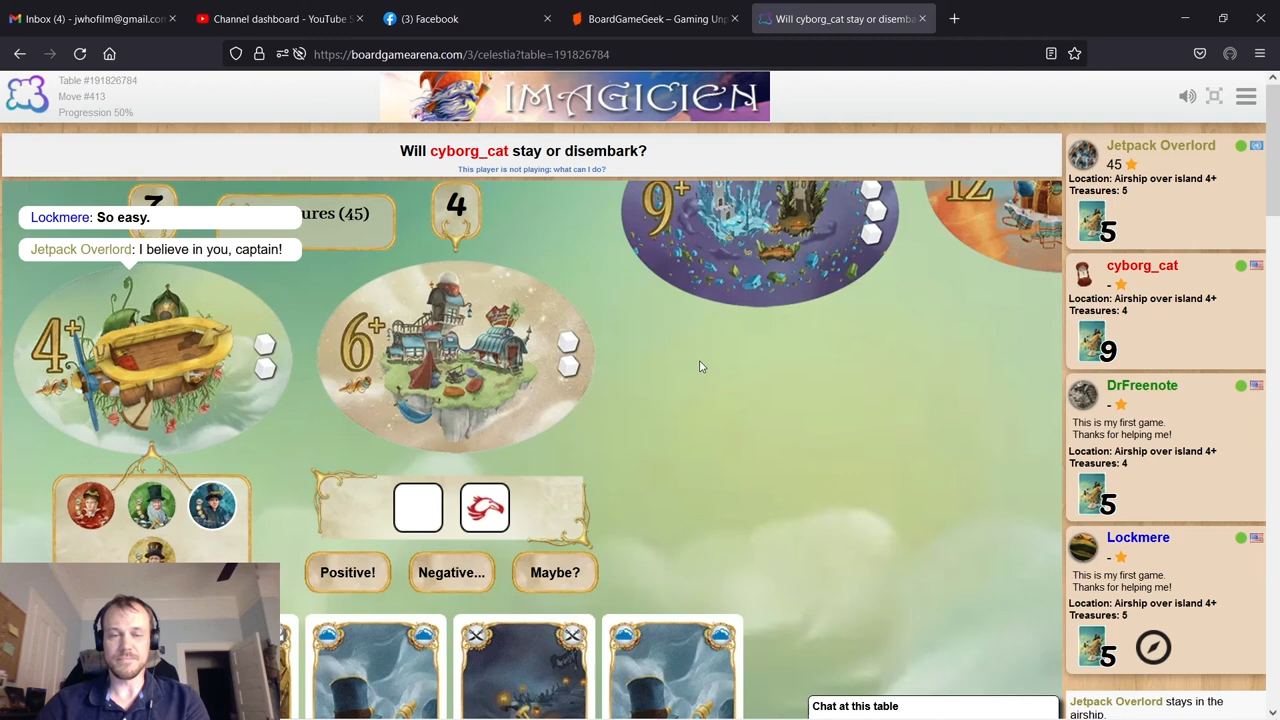 Inbox (4) - jwhofilm@gmail.com
Channel dashboard - YouTube S
(3) Facebook
BoardGameGeek – Gaming Unp
Will cyborg_cat stay or disemba
https://boardgamearena.com/3/celestia?table=191826784
Table #191826784
Move #413
Progression 50%
IMAGICIEN
Will cyborg_cat stay or disembark?
This player is not playing: what can I do?
ures (45)
4
9+
12
Lockmere: So easy.
Jetpack Overlord: I believe in you, captain!
4+
6+
Positive!
Negative...
Maybe?
Jetpack Overlord
45
Location: Airship over island 4+
Treasures: 5
5
cyborg_cat
-
Location: Airship over island 4+
Treasures: 4
9
DrFreenote
-
This is my first game.
Thanks for helping me!
Location: Airship over island 4+
Treasures: 4
5
Lockmere
-
This is my first game.
Thanks for helping me!
Location: Airship over island 4+
Treasures: 5
5
Chat at this table
Jetpack Overlord stays in the
airship.